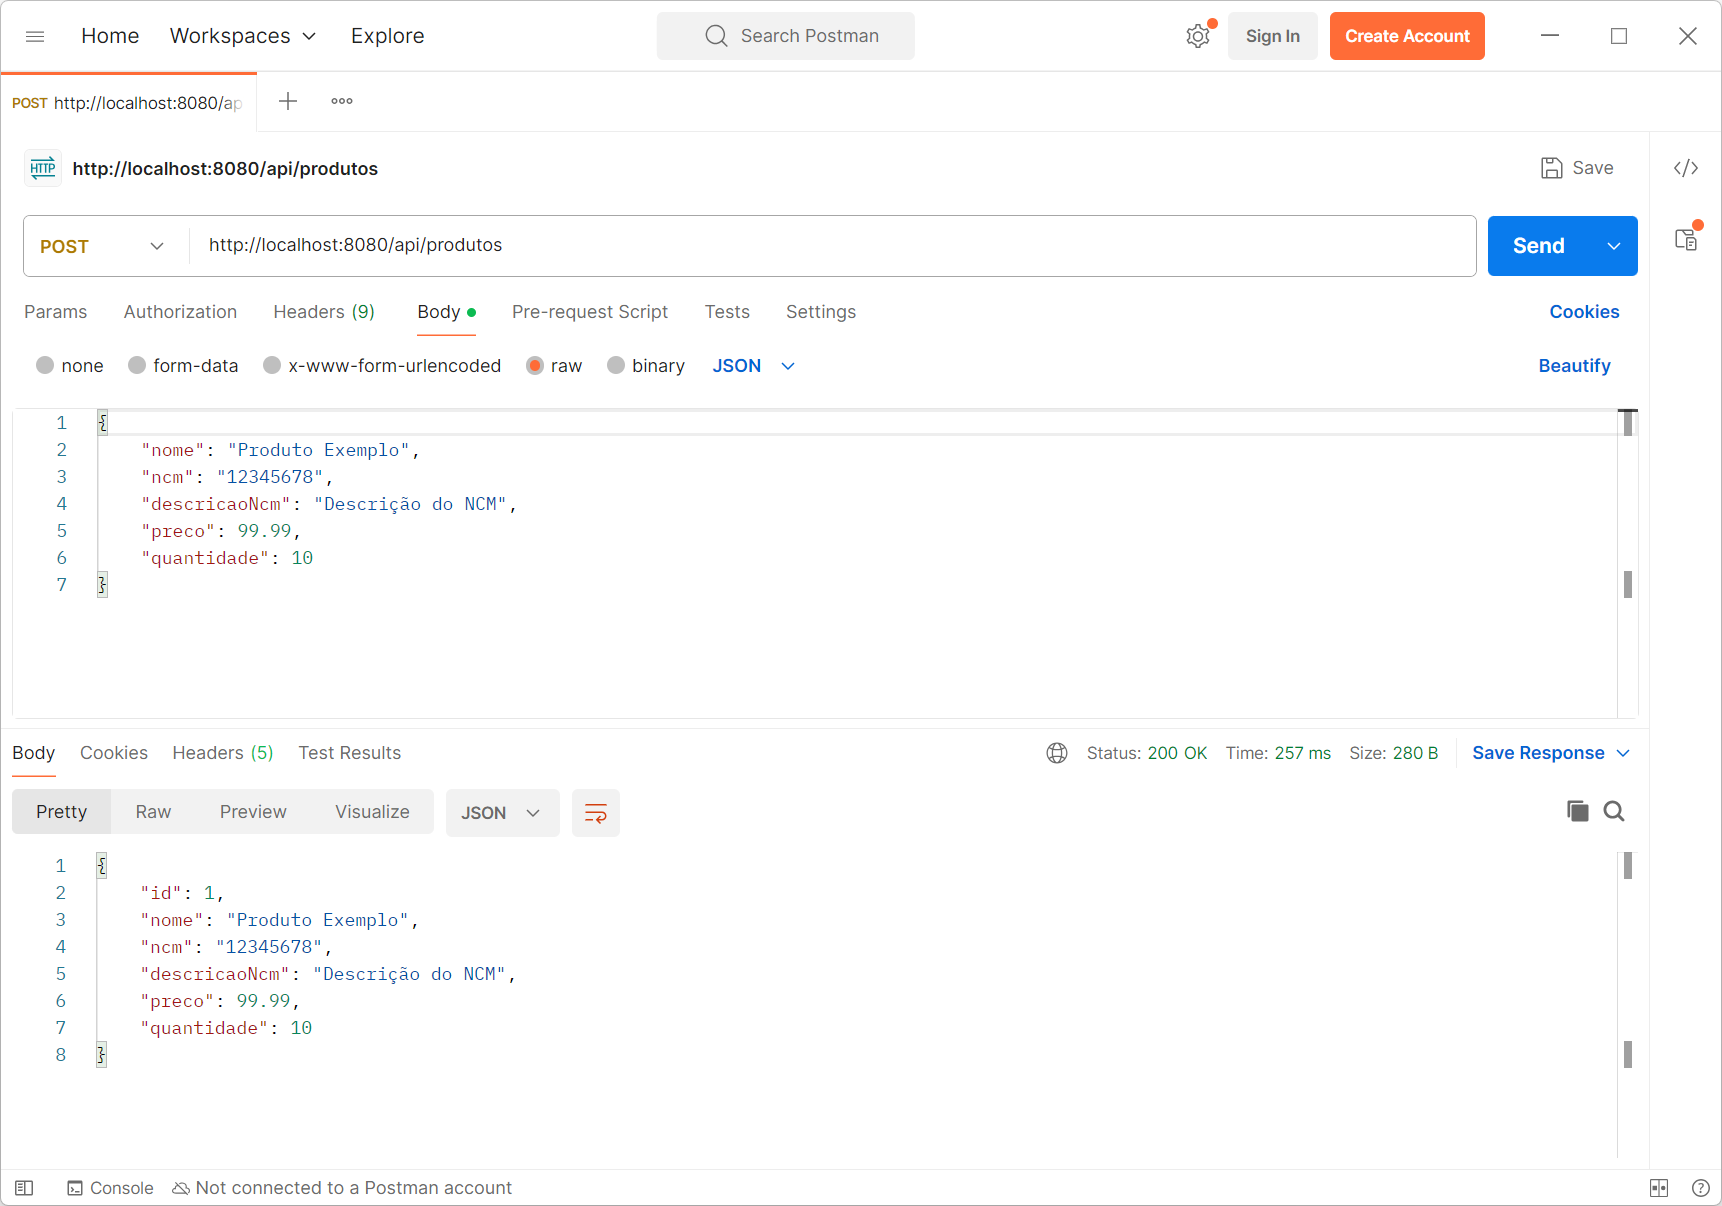 Home Workspaces Explore Search Postman Sign In Create Account
POST http://localhost:8080/ap
HTTP http://localhost:8080/api/produtos Save </>
POST http://localhost:8080/api/produtos Send
Params Authorization Headers (9) Body Pre-request Script Tests Settings Cookies
none form-data x-www-form-urlencoded raw binary JSON Beautify
1 {
2 "nome": "Produto Exemplo",
3 "ncm": "12345678",
4 "descricaoNcm": "Descrição do NCM",
5 "preco": 99.99,
6 "quantidade": 10
7 }
Body Cookies Headers (5) Test Results Status: 200 OK Time: 257 ms Size: 280 B Save Response
Pretty Raw Preview Visualize JSON
1 {
2 "id": 1,
3 "nome": "Produto Exemplo",
4 "ncm": "12345678",
5 "descricaoNcm": "Descrição do NCM",
6 "preco": 99.99,
7 "quantidade": 10
8 }
Console Not connected to a Postman account